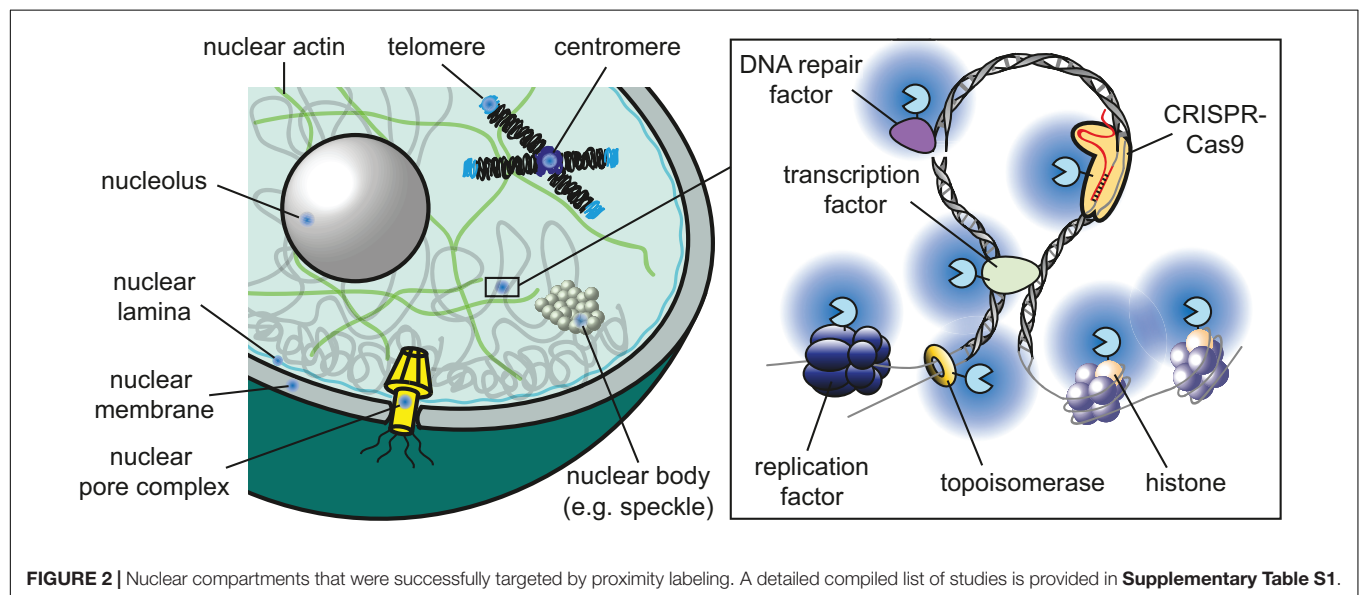 nuclear actin
telomere
centromere
nucleolus
nuclear
lamina
nuclear
membrane
nuclear
pore complex
nuclear body
(e.g. speckle)
DNA repair
factor
CRISPR-
Cas9
transcription
factor
replication
factor
topoisomerase
histone
FIGURE 2 | Nuclear compartments that were successfully targeted by proximity labeling. A detailed compiled list of studies is provided in Supplementary Table S1.